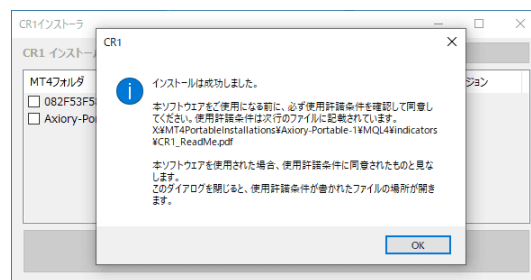 CR1インストーラ
CR1 インストー
MT4フォルダ
ジョン
082F53F5
Axiory-Po
CR1
インストールは成功しました。
本ソフトウェアをご使用になる前に、必ず使用許諾条件を確認して同意し
てください。使用許諾条件は次行のファイルに記載されています。
X:¥MT4PortableInstallations¥Axiory-Portable-1¥MQL4¥indicators
¥CR1_ReadMe.pdf
本ソフトウエアを使用された場合、使用許諾条件に同意されたものと見な
します。
このダイアログを閉じると、使用許諾条件が書かれたファイルの場所が開き
ます。
OK